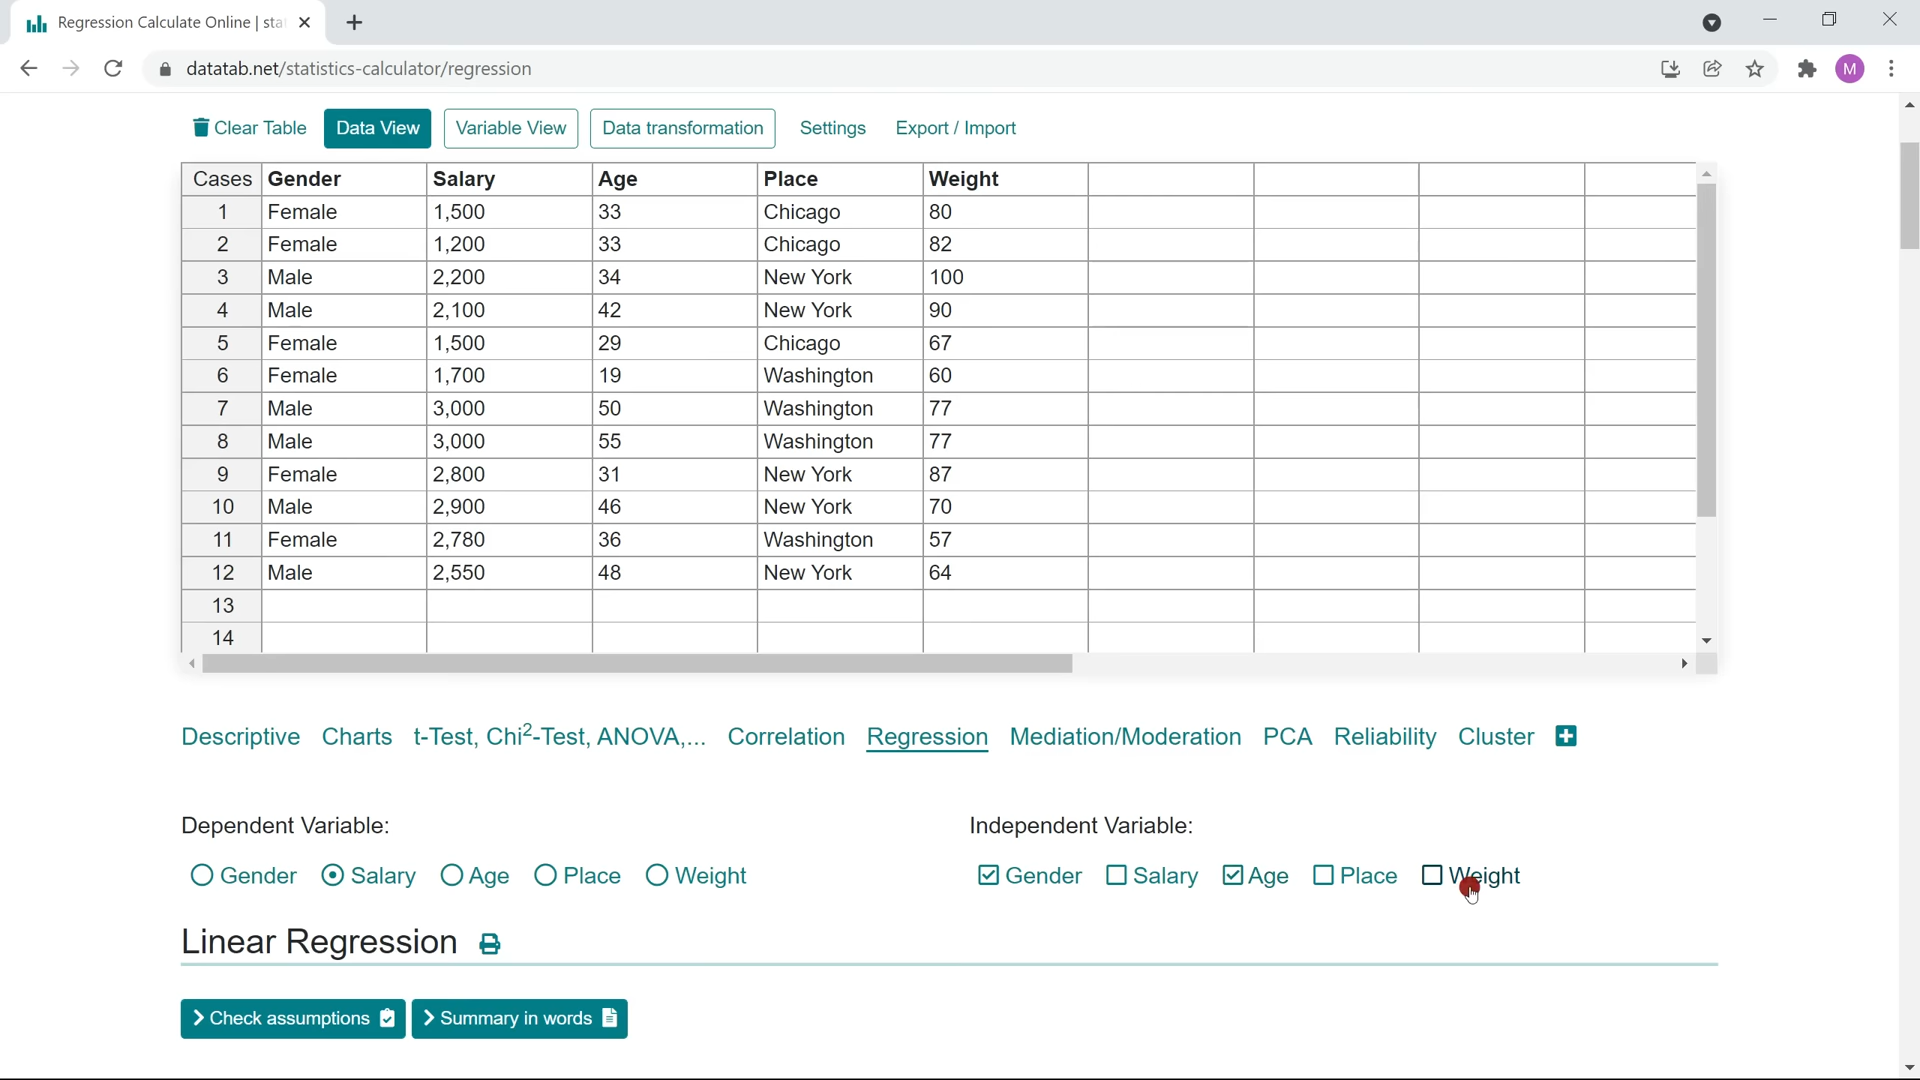 Regression Calculate Online | sta
datatab.net/statistics-calculator/regression
M
Clear Table Data View Variable View Data transformation Settings Export / Import
Cases Gender Salary Age Place Weight
1 Female 1,500 33 Chicago 80
2 Female 1,200 33 Chicago 82
3 Male 2,200 34 New York 100
4 Male 2,100 42 New York 90
5 Female 1,500 29 Chicago 67
6 Female 1,700 19 Washington 60
7 Male 3,000 50 Washington 77
8 Male 3,000 55 Washington 77
9 Female 2,800 31 New York 87
10 Male 2,900 46 New York 70
11 Female 2,780 36 Washington 57
12 Male 2,550 48 New York 64
13
14
Descriptive Charts t-Test, Chi²-Test, ANOVA,... Correlation Regression Mediation/Moderation PCA Reliability Cluster
Dependent Variable: Independent Variable:
Gender Salary Age Place Weight Gender Salary Age Place Weight
Linear Regression
Check assumptions Summary in words